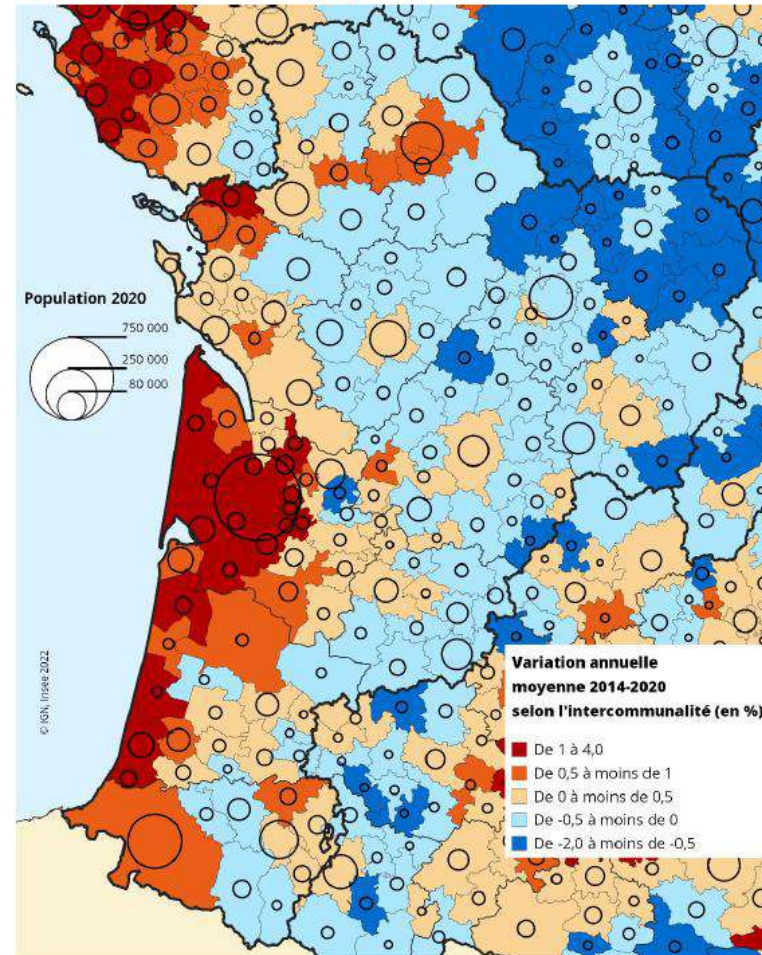 Population 2020
750 000
250 000
80 000
© IGN, Insee 2022
Variation annuelle
moyenne 2014-2020
selon l'intercommunalité (en %)
De 1 à 4,0
De 0,5 à moins de 1
De 0 à moins de 0,5
De -0,5 à moins de 0
De -2,0 à moins de -0,5